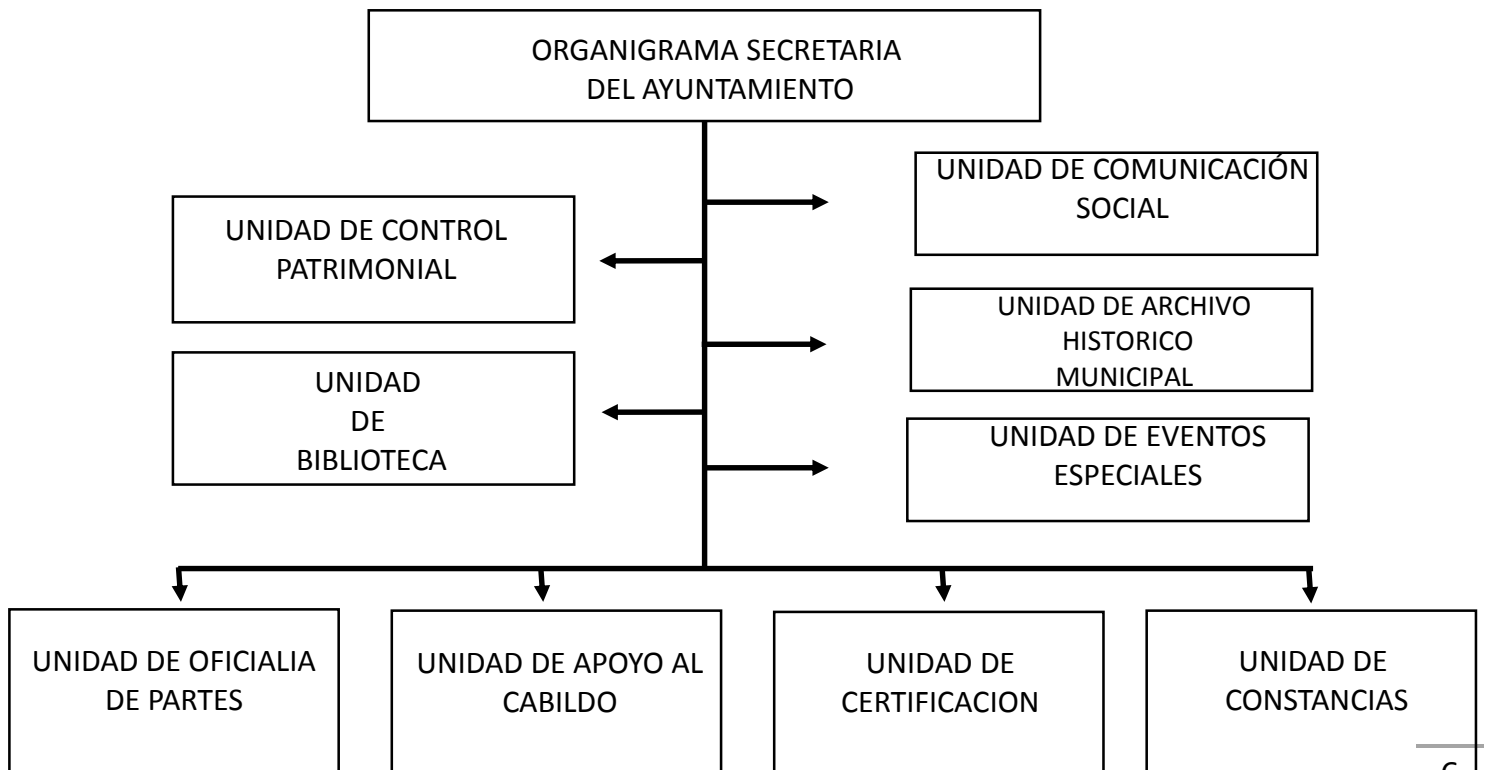 ORGANIGRAMA SECRETARIA
DEL AYUNTAMIENTO
UNIDAD DE COMUNICACIÓN
SOCIAL
UNIDAD DE CONTROL
PATRIMONIAL
UNIDAD DE ARCHIVO
HISTORICO
MUNICIPAL
UNIDAD
DE
BIBLIOTECA
UNIDAD DE EVENTOS
ESPECIALES
UNIDAD DE OFICIALIA
DE PARTES
UNIDAD DE APOYO AL
CABILDO
UNIDAD DE
CERTIFICACION
UNIDAD DE
CONSTANCIAS